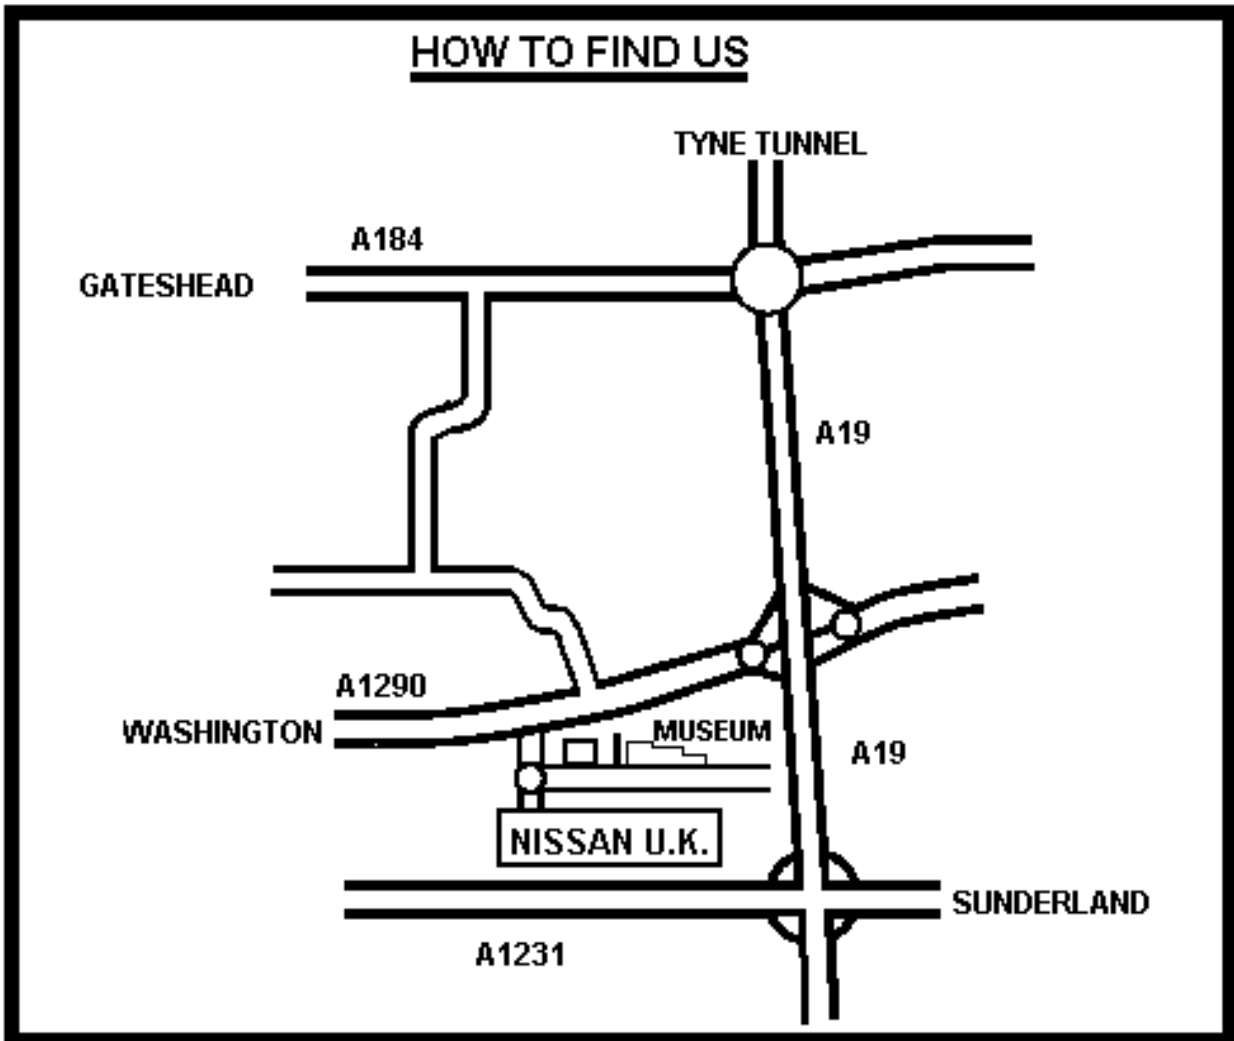 HOW TO FIND US
TYNE TUNNEL
A184
GATESHEAD
A19
A1290
WASHINGTON
MUSEUM
A19
NISSAN U.K.
SUNDERLAND
A1231